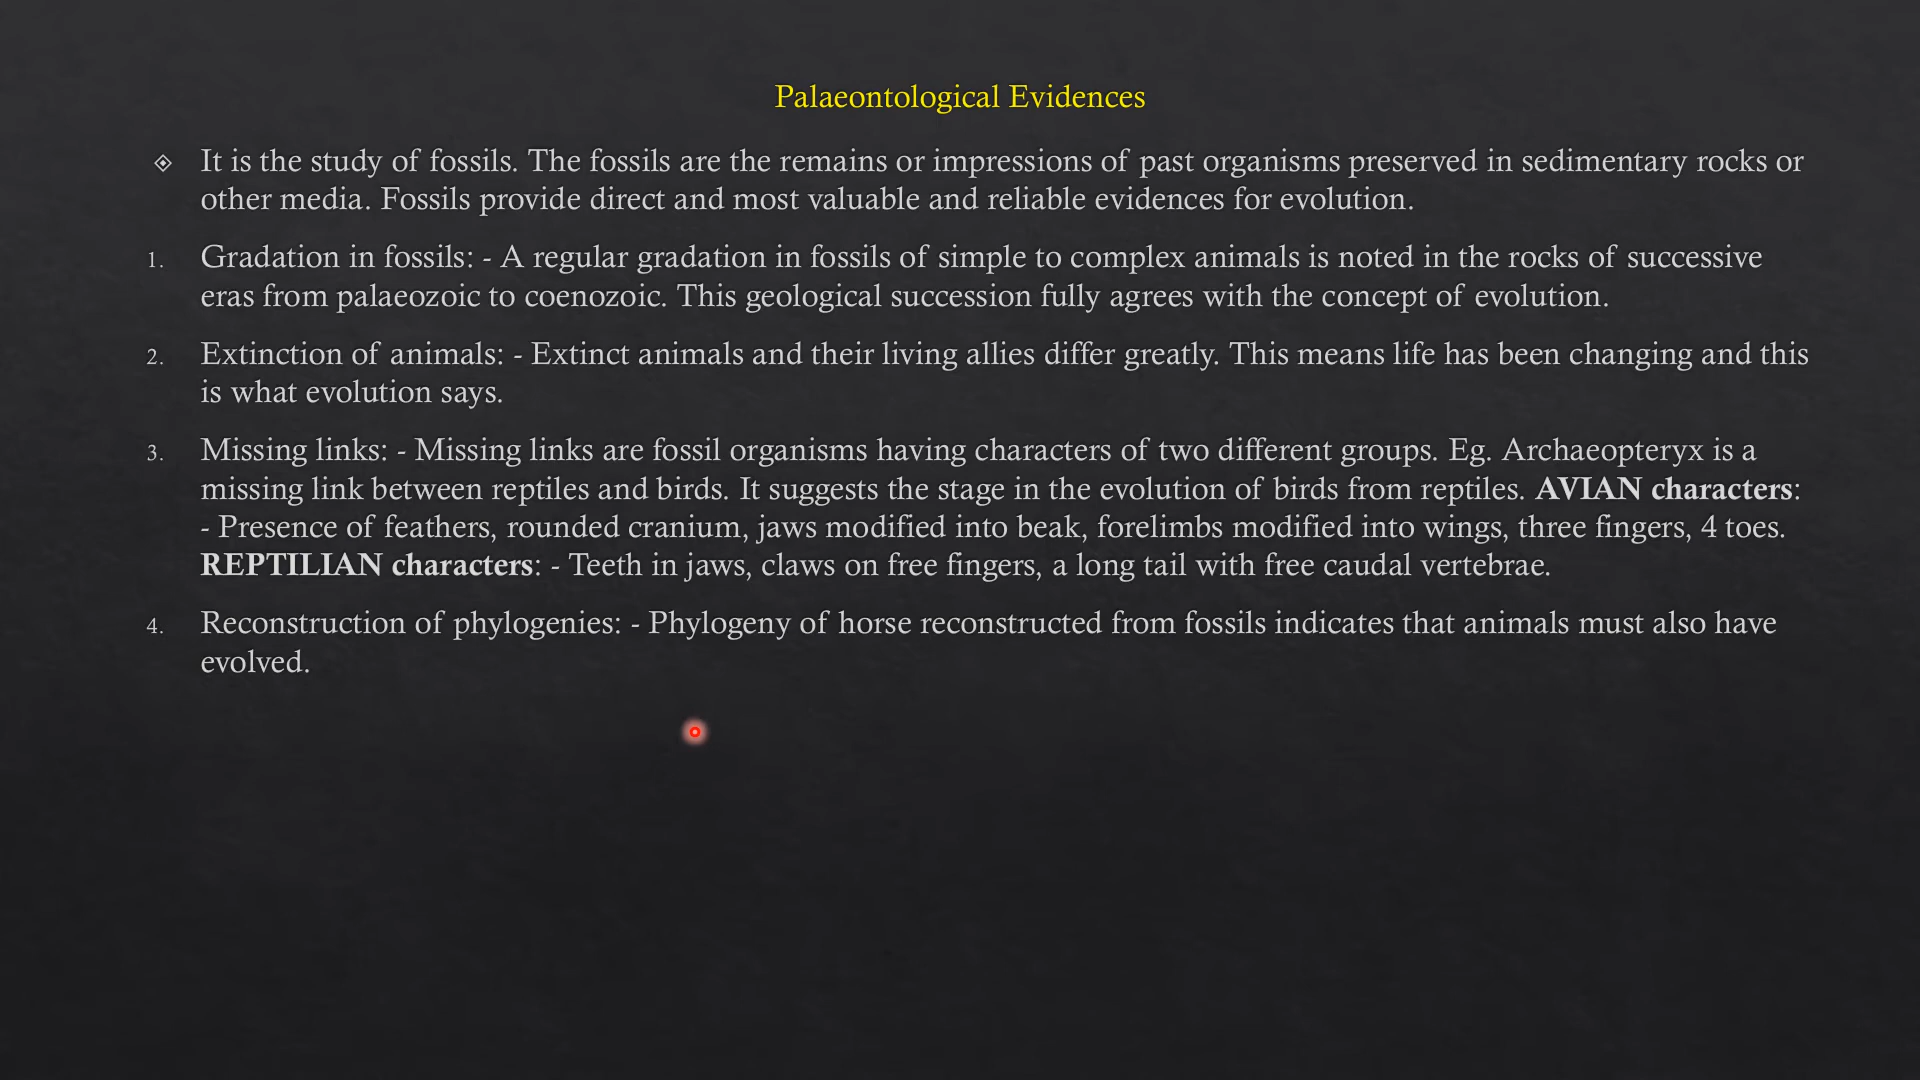 Palaeontological Evidences
It is the study of fossils. The fossils are the remains or impressions of past organisms preserved in sedimentary rocks or
other media. Fossils provide direct and most valuable and reliable evidences for evolution.
1. Gradation in fossils: - A regular gradation in fossils of simple to complex animals is noted in the rocks of successive
eras from palaeozoic to coenozoic. This geological succession fully agrees with the concept of evolution.
2. Extinction of animals: - Extinct animals and their living allies differ greatly. This means life has been changing and this
is what evolution says.
3. Missing links: - Missing links are fossil organisms having characters of two different groups. Eg. Archaeopteryx is a
missing link between reptiles and birds. It suggests the stage in the evolution of birds from reptiles. AVIAN characters:
- Presence of feathers, rounded cranium, jaws modified into beak, forelimbs modified into wings, three fingers, 4 toes.
REPTILIAN characters: - Teeth in jaws, claws on free fingers, a long tail with free caudal vertebrae.
4. Reconstruction of phylogenies: - Phylogeny of horse reconstructed from fossils indicates that animals must also have
evolved.